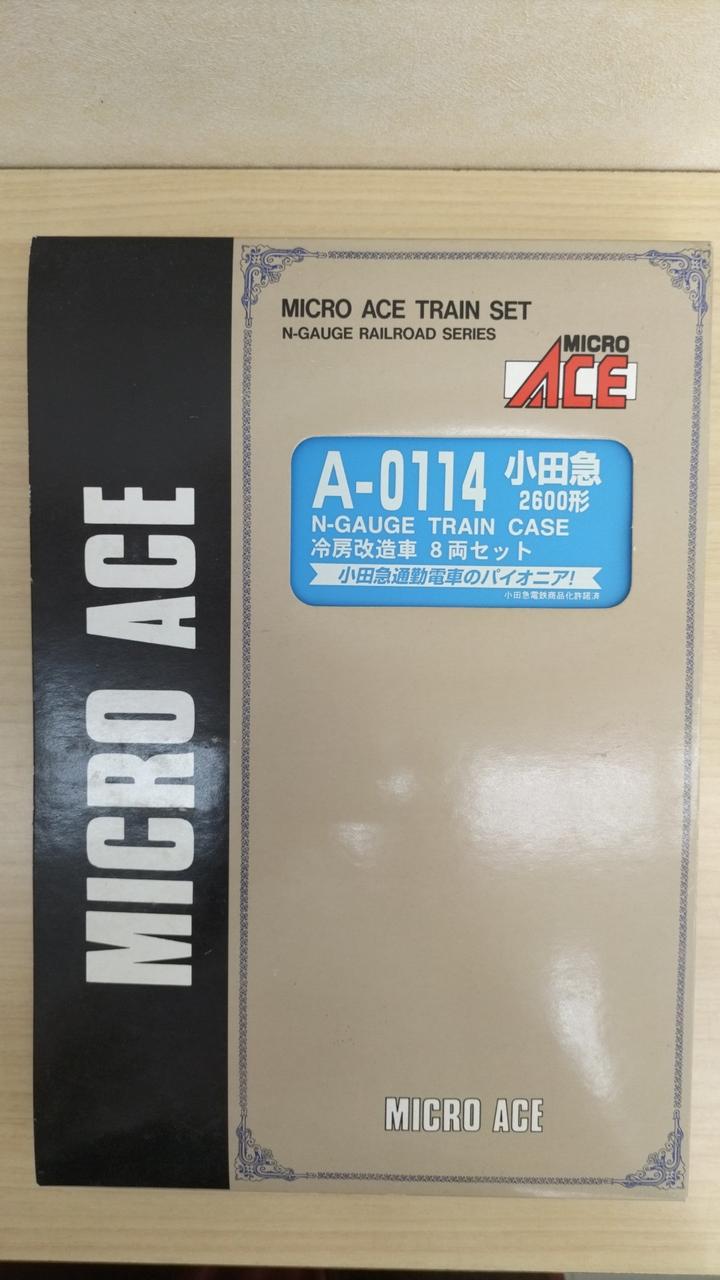 MICRO ACE
MICRO ACE TRAIN SET
N-GAUGE RAILROAD SERIES
MICRO
ACE
A-0114 小田急
2600形
N-GAUGE TRAIN CASE
冷房改造車 8両セット
小田急通勤電車のパイオニア!
小田急電鉄商品化許諾済
MICRO ACE